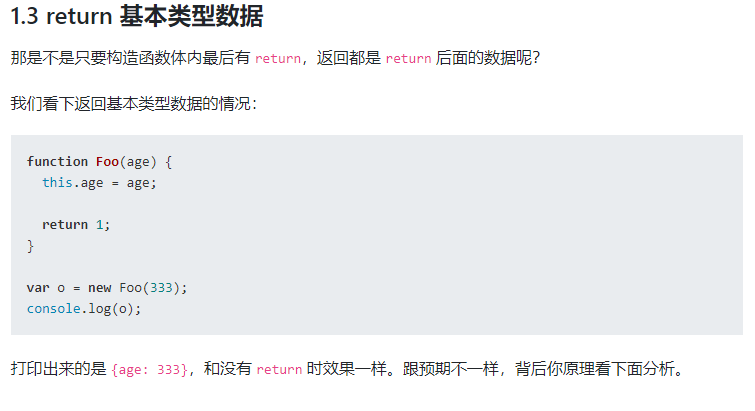 1.3 return 基本类型数据
那是不是只要构造函数体内最后有 return，返回都是 return 后面的数据呢？
我们看下返回基本类型数据的情况：
function Foo(age) {
  this.age = age;
  return 1;
}
var o = new Foo(333);
console.log(o);
打印出来的是 {age: 333}，和没有 return 时效果一样。跟预期不一样，背后你原理看下面分析。